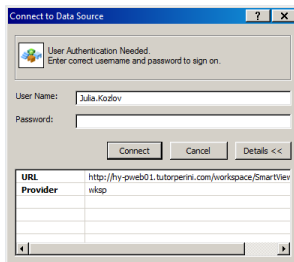 Connect to Data Source
User Authentication Needed.
Enter correct username and password to sign on.
User Name: Julia.Kozlov
Password:
Connect Cancel Details <<
URL http://hy-pweb01.tutorperini.com/workspace/SmartView
Provider wksp